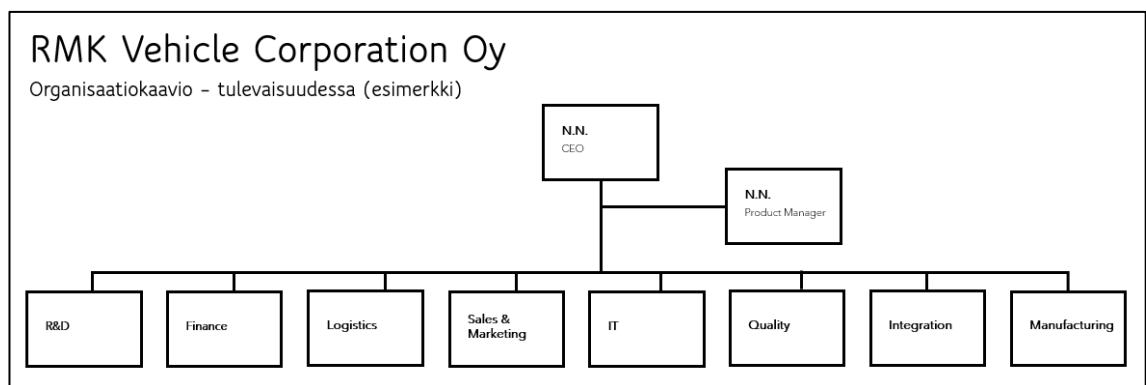 RMK Vehicle Corporation Oy
Organisaatiokaavio - tulevaisuudessa (esimerkki)
N.N.
CEO
N.N.
Product Manager
R&D
Finance
Logistics
Sales &
Marketing
IT
Quality
Integration
Manufacturing